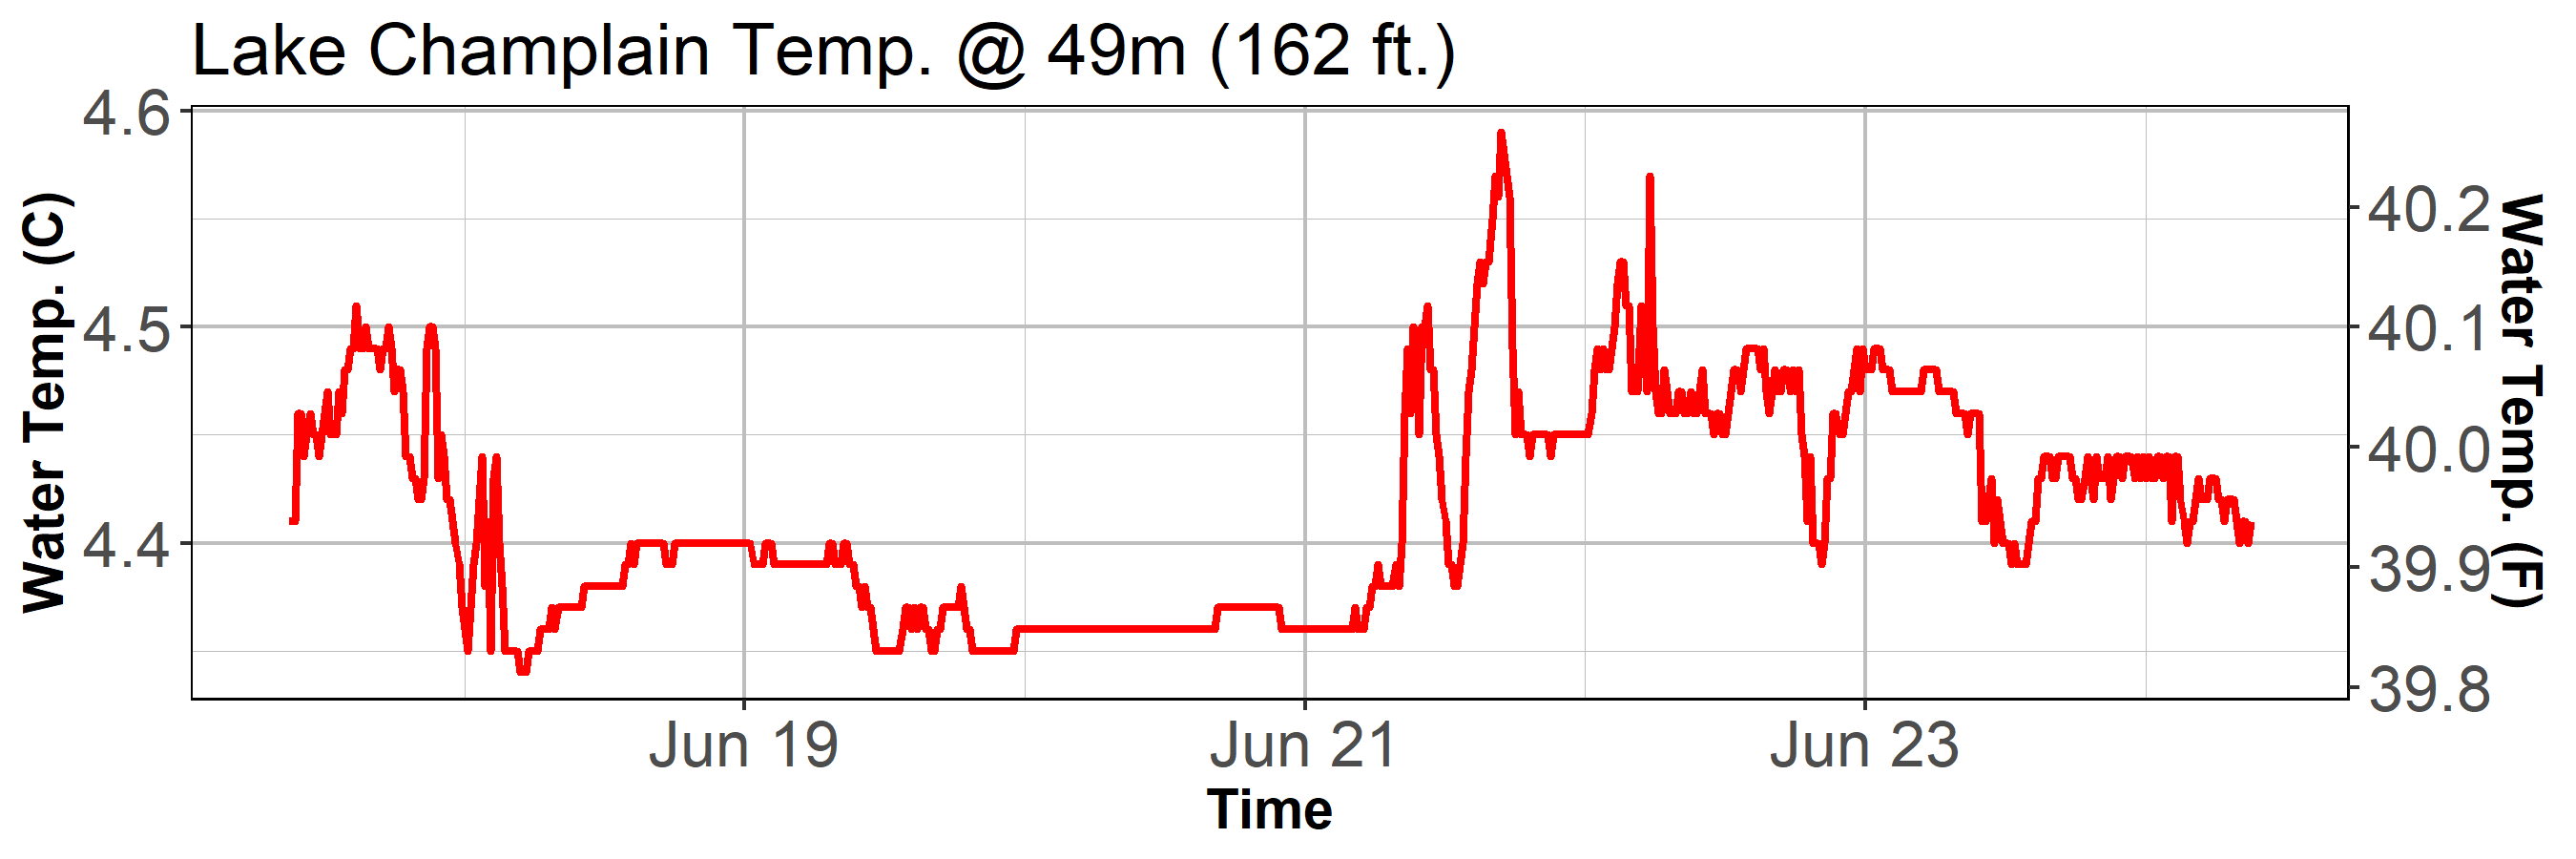 Lake Champlain Temp. @ 49m (162 ft.)
Water Temp. (C)
4.6
4.5
4.4
40.2
40.1
40.0
39.9
39.8
Water Temp. (F)
Jun 19
Jun 21
Jun 23
Time